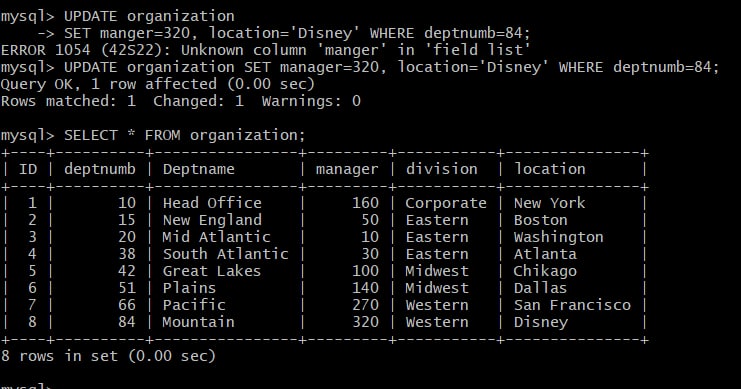 mysql> UPDATE organization
    -> SET manger=320, location='Disney' WHERE deptnumb=84;
ERROR 1054 (42S22): Unknown column 'manger' in 'field list'
mysql> UPDATE organization SET manager=320, location='Disney' WHERE deptnumb=84;
Query OK, 1 row affected (0.00 sec)
Rows matched: 1  Changed: 1  Warnings: 0
mysql> SELECT * FROM organization;
+----+----------+----------------+---------+-----------+---------------+
| ID | deptnumb | Deptname       | manager | division  | location      |
+----+----------+----------------+---------+-----------+---------------+
|  1 |       10 | Head Office    |     160 | Corporate | New York      |
|  2 |       15 | New England    |      50 | Eastern   | Boston        |
|  3 |       20 | Mid Atlantic   |      10 | Eastern   | Washington    |
|  4 |       38 | South Atlantic |      30 | Eastern   | Atlanta       |
|  5 |       42 | Great Lakes    |     100 | Midwest   | Chikago       |
|  6 |       51 | Plains         |     140 | Midwest   | Dallas        |
|  7 |       66 | Pacific        |     270 | Western   | San Francisco |
|  8 |       84 | Mountain       |     320 | Western   | Disney        |
+----+----------+----------------+---------+-----------+---------------+
8 rows in set (0.00 sec)
mysql>